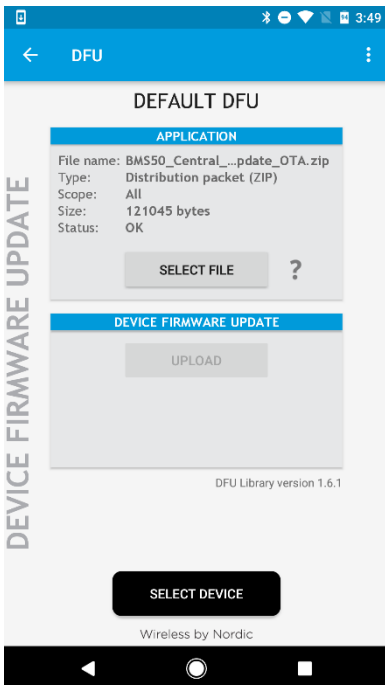 3:49
DFU
DEFAULT DFU
APPLICATION
File name: BMS50_Central_...pdate_OTA.zip
Type: Distribution packet (ZIP)
Scope: All
Size: 121045 bytes
Status: OK
SELECT FILE ?
DEVICE FIRMWARE UPDATE
UPLOAD
DFU Library version 1.6.1
DEVICE FIRMWARE UPDATE
SELECT DEVICE
Wireless by Nordic